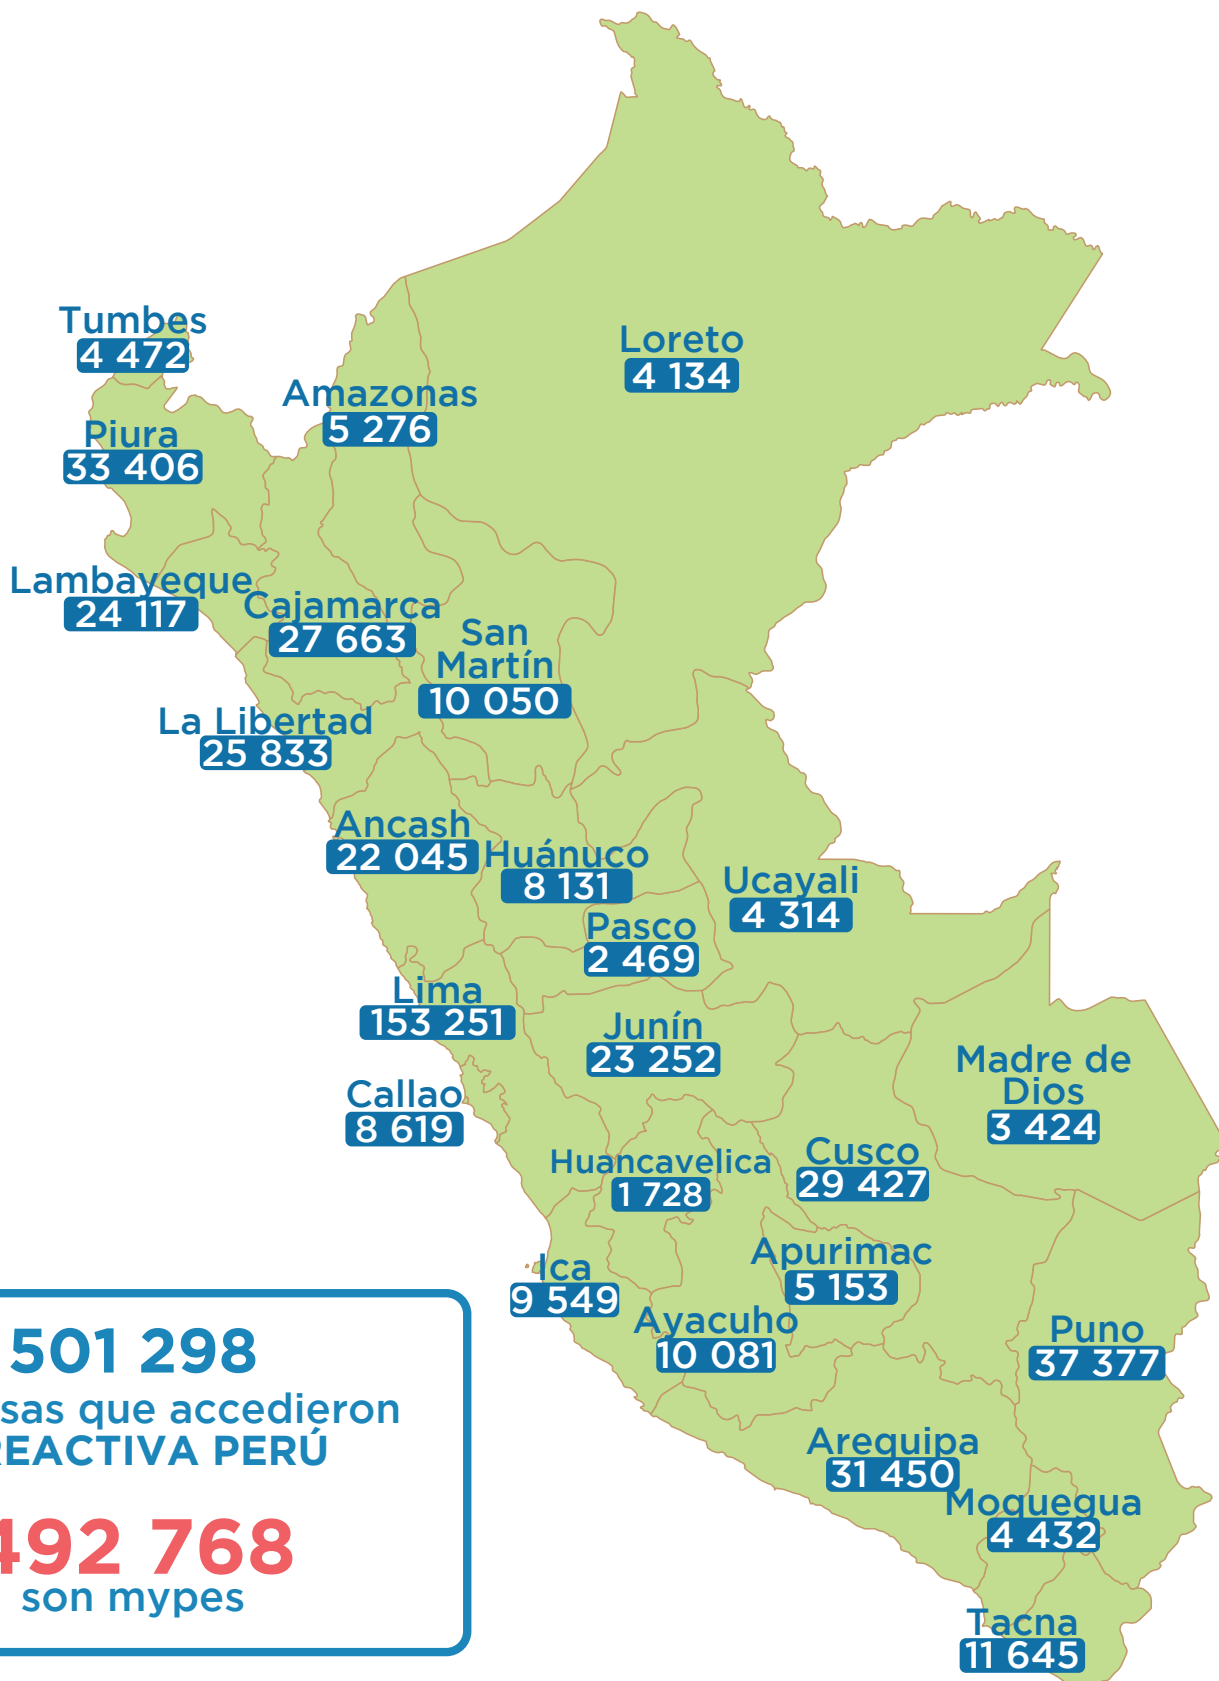 Tumbes
4 472
Loreto
4 134
Amazonas
5 276
Piura
33 406
Lambayeque
24 117
Cajamarca
27 663
San
Martín
10 050
La Libertad
25 833
Ancash
22 045
Huánuco
8 131
Ucayali
4 314
Pasco
2 469
Lima
153 251
Junín
23 252
Madre de
Dios
3 424
Callao
8 619
Huancavelica
1 728
Cusco
29 427
Apurimac
5 153
Ica
9 549
Ayacuho
10 081
Puno
37 377
Arequipa
31 450
Moquegua
4 432
Tacna
11 645
501 298
que accedieron
REACTIVA PERÚ
492 768
son mypes